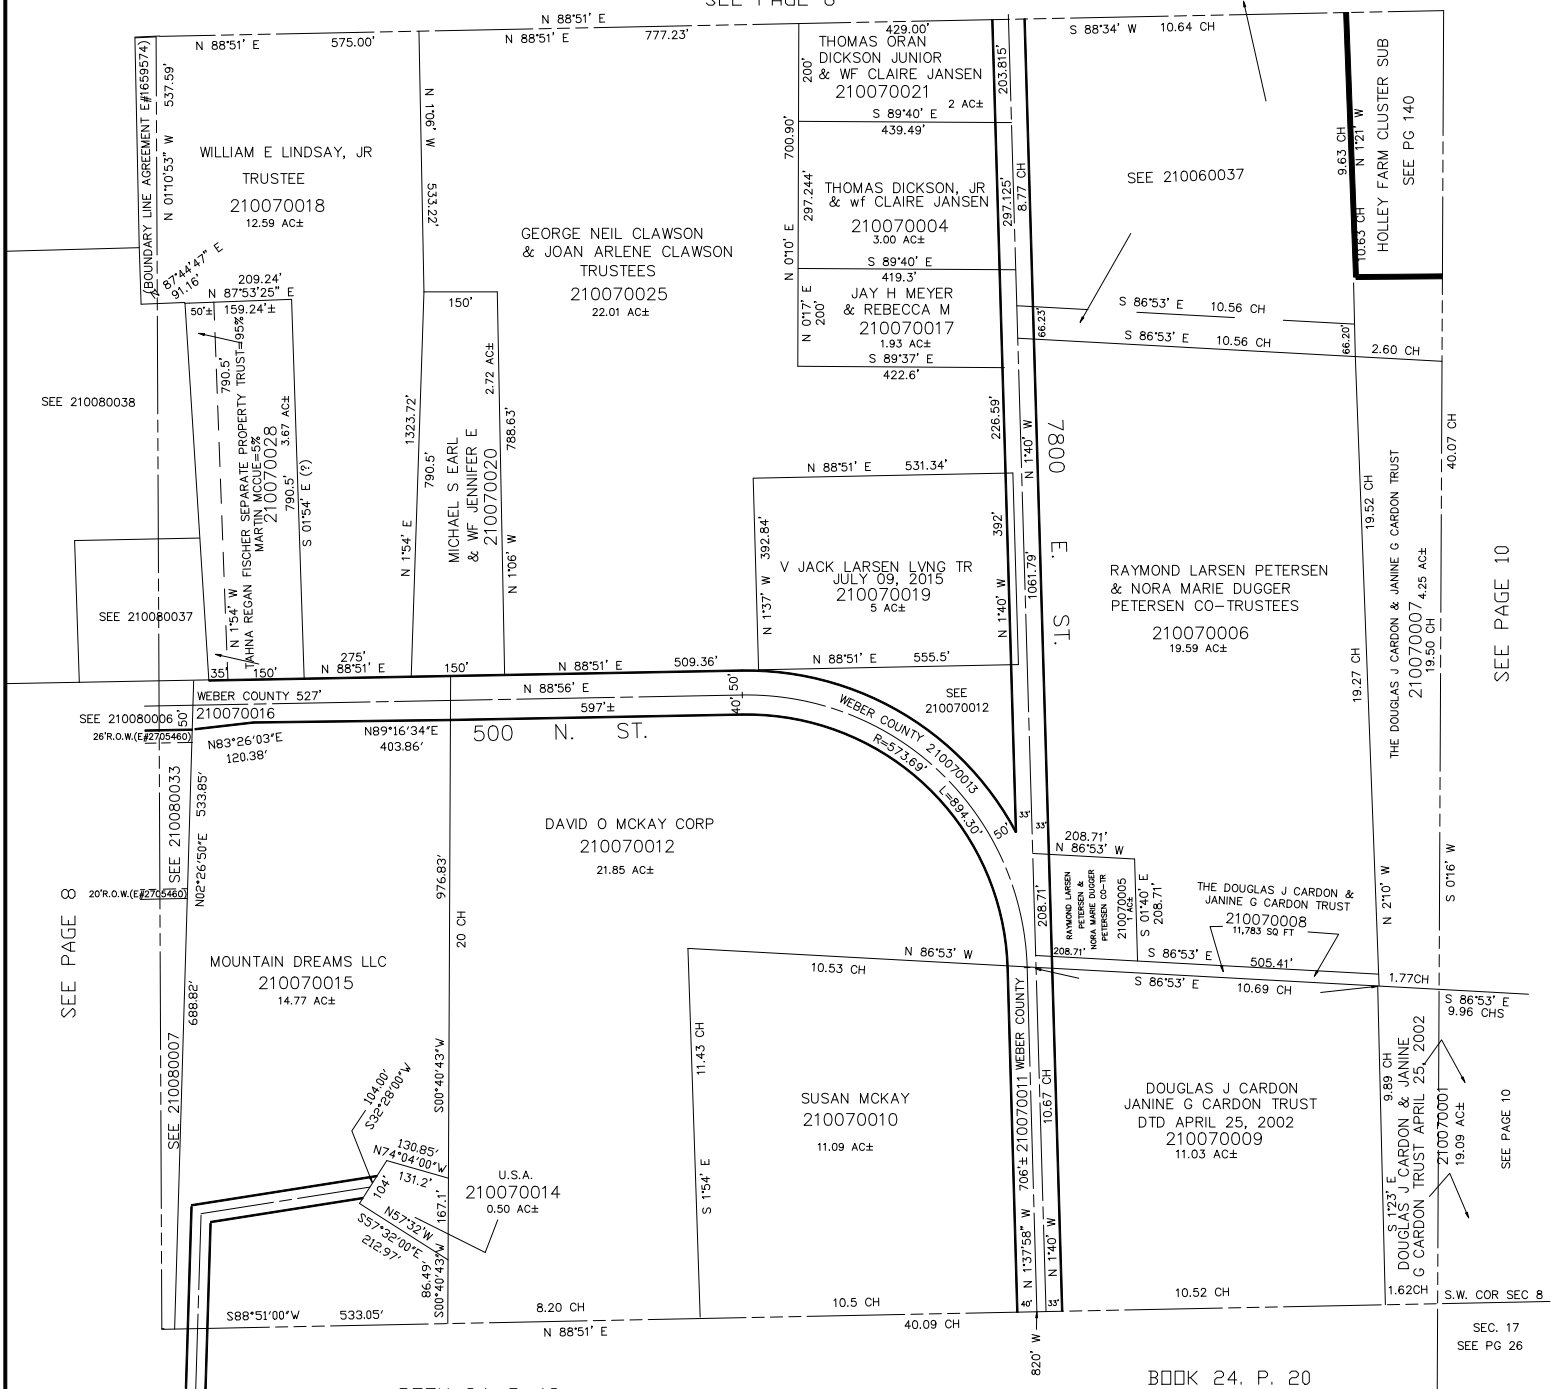 N 88°51' E
N 88°51' E 575.00'
N 88°51' E 777.23'
429.00'
S 88°34' W 10.64 CH
(BOUNDARY LINE AGREEMENT E#1659574)
N 01°10'53" W 537.59'
WILLIAM E LINDSAY, JR
TRUSTEE
210070018
12.59 AC±
N 1°06' W 533.22'
N 87°44'47" E
91.16'
209.24'
N 87°53'25" E
50'±
159.24'±
GEORGE NEIL CLAWSON
& JOAN ARLENE CLAWSON
TRUSTEES
210070025
22.01 AC±
THOMAS ORAN
DICKSON JUNIOR
& WF CLAIRE JANSEN
210070021
2 AC±
200'
203.815'
S 89°40' E
439.49'
700.90'
297.244'
N 0°10' E
THOMAS DICKSON, JR
& wf CLAIRE JANSEN
210070004
3.00 AC±
297.125'
8.77 CH
S 89°40' E
419.3'
N 0°17' E
200'
JAY H MEYER
& REBECCA M
210070017
1.93 AC±
S 89°37' E
422.6'
SEE 210060037
9.63 CH
N 1°21' W
10.63 CH
HOLLEY FARM CLUSTER SUB
SEE PG 140
66.23'
S 86°53' E 10.56 CH
S 86°53' E 10.56 CH
66.20'
2.60 CH
SEE 210080038
SEE 210080037
790.5'
N 1°54' W
TAHNA REGAN FISCHER SEPARATE PROPERTY TRUST=95%
MARTIN MCCUE=5%
210070028
3.67 AC±
790.5'
S 01°54' E (?)
1323.72'
790.5'
N 1°54' E
150'
MICHAEL S EARL
& WF JENNIFER E
210070020
2.72 AC±
788.63'
N 1°06' W
226.59'
N 1°40' W
7800 E. ST.
N 88°51' E 531.34'
N 1°37' W 392.84'
V JACK LARSEN LVNG TR
JULY 09, 2015
210070019
5 AC±
392'
N 1°40' W
1061.79'
RAYMOND LARSEN PETERSEN
& NORA MARIE DUGGER
PETERSEN CO-TRUSTEES
210070006
19.59 AC±
19.52 CH
19.27 CH
N 2°10' W
THE DOUGLAS J CARDON & JANINE G CARDON TRUST
210070007
4.25 AC±
19.50 CH
40.07 CH
S 0°16' W
SEE PAGE 10
35'
150'
275'
N 88°51' E
150'
N 88°51' E 509.36'
N 88°51' E 555.5'
WEBER COUNTY 527'
210070016
50'
N 88°56' E
597'±
50'
40'
SEE 210080006
26'R.O.W.(E#2705460)
N83°26'03"E
120.38'
N89°16'34"E
403.86'
500 N. ST.
WEBER COUNTY 210070013
R=573.69'
L=894.30'
50'
SEE
210070012
33'
33'
SEE 210080033
N02°26'50"E 533.85'
20'R.O.W.(E#2705460)
SEE PAGE 8
976.83'
20 CH
DAVID O MCKAY CORP
210070012
21.85 AC±
208.71'
N 86°53' W
208.71'
RAYMOND LARSEN
PETERSEN &
NORA MARIE DUGGER
PETERSEN CO-TR
210070005
1 AC±
S 01°40' E
208.71'
208.71'
THE DOUGLAS J CARDON &
JANINE G CARDON TRUST
210070008
11,783 SQ FT
S 86°53' E 505.41'
S 86°53' E 10.69 CH
1.77CH
S 86°53' E
9.96 CHS
MOUNTAIN DREAMS LLC
210070015
14.77 AC±
688.82'
SEE 210080007
N 86°53' W
10.53 CH
11.43 CH
S 1°54' E
SUSAN MCKAY
210070010
11.09 AC±
706'± 210070011 WEBER COUNTY
N 1°37'58" W
10.67 CH
N 1°40' W
DOUGLAS J CARDON
JANINE G CARDON TRUST
DTD APRIL 25, 2002
210070009
11.03 AC±
9.89 CH
S 1°23' E
DOUGLAS J CARDON & JANINE
G CARDON TRUST APRIL 25, 2002
210070001
19.09 AC±
SEE PAGE 10
S00°40'43"W
104.00'
S32°28'00"W
130.85'
N74°04'00"W
131.2'
104'
167.1'
N57°32'W
S57°32'00"E
212.97'
U.S.A.
210070014
0.50 AC±
86.49'
S00°40'43"W
S88°51'00"W 533.05'
8.20 CH
N 88°51' E
10.5 CH
40.09 CH
40'
33'
820' W
10.52 CH
1.62CH
S.W. COR SEC 8
SEC. 17
SEE PG 26
BOOK 24. P. 20